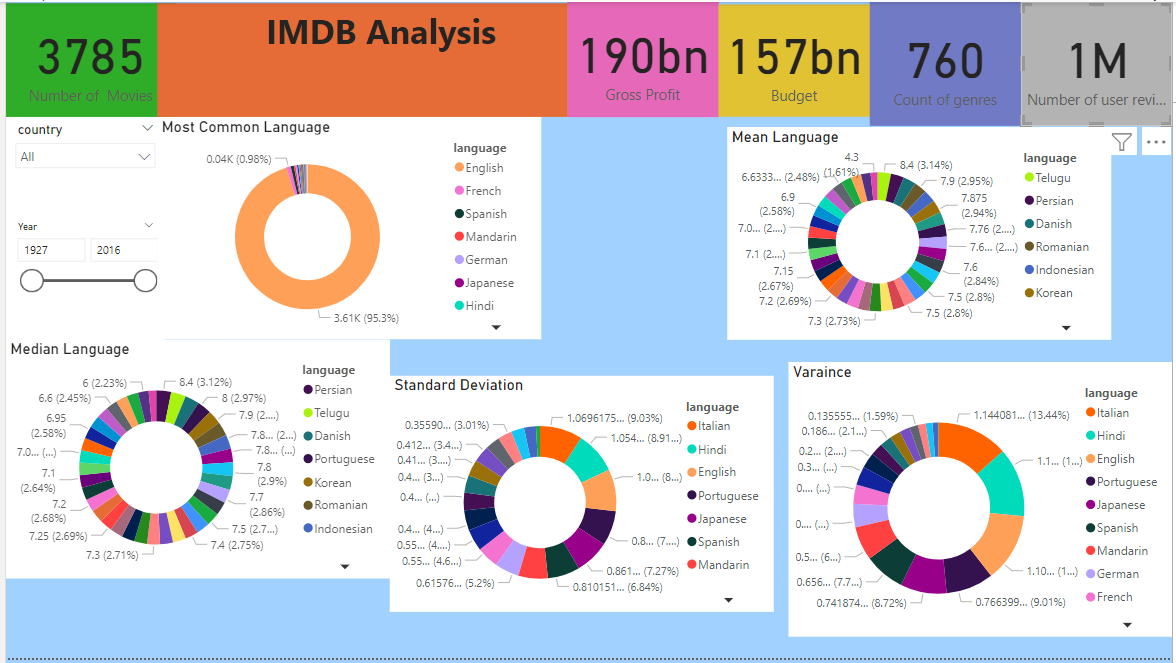 3785
Number of Movies
IMDB Analysis
190bn
Gross Profit
157bn
Budget
760
Count of genres
1M
Number of user revi...
country
All
Year
1927
2016
Most Common Language
0.04K (0.98%)
3.61K (95.3%)
language
English
French
Spanish
Mandarin
German
Japanese
Hindi
Mean Language
4.3
(1.61%)
8.4 (3.14%)
7.9 (2.95%)
7.875
(2.94%)
7.76 (2....)
7.6... (2....)
7.6
(2.84%)
7.5 (2.8%)
7.5 (2.8%)
7.3 (2.73%)
7.2 (2.69%)
7.15
(2.67%)
7.1 (2....)
7.0... (2....)
6.9
(2.58%)
6.6333... (2.48%)
language
Telugu
Persian
Danish
Romanian
Indonesian
Korean
Median Language
6 (2.23%)
8.4 (3.12%)
8 (2.97%)
7.9 (2....)
7.8... (2...)
7.8... (...)
7.8
(2.9%)
7.7
(2.86%)
7.5 (2.7...)
7.4 (2.75%)
7.3 (2.71%)
7.25 (2.69%)
7.2
(2.68%)
7.1
(2.64%)
7.0... (...)
6.95
(2.58%)
6.6 (2.45%)
language
Persian
Telugu
Danish
Portuguese
Korean
Romanian
Indonesian
Standard Deviation
0.35590... (3.01%)
1.0696175... (9.03%)
1.054... (8.91...)
1.0... (8...)
0.8... (7....)
0.861... (7.27%)
0.810151... (6.84%)
0.61576... (5.2%)
0.55... (4.6...)
0.55... (4....)
0.4... (4...)
0.4... (...)
0.4... (3...)
0.41... (3....)
0.412... (3.4...)
language
Italian
Hindi
English
Portuguese
Japanese
Spanish
Mandarin
Varaince
0.135555... (1.59%)
1.144081... (13.44%)
1.1... (1...)
1.10... (1...)
0.766399... (9.01%)
0.741874... (8.72%)
0.656... (7.7...)
0.5... (6...)
0.... (...)
0.... (...)
0.3... (...)
0.2... (...)
0.186... (2.1...)
language
Italian
Hindi
English
Portuguese
Japanese
Spanish
Mandarin
German
French